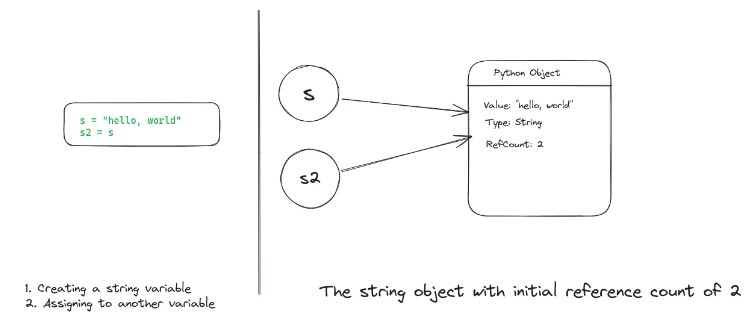 s = "hello, world"
s2 = s
1. Creating a string variable
2. Assigning to another variable
s
s2
Python Object
Value: "hello, world"
Type: String
RefCount: 2
The string object with initial reference count of 2